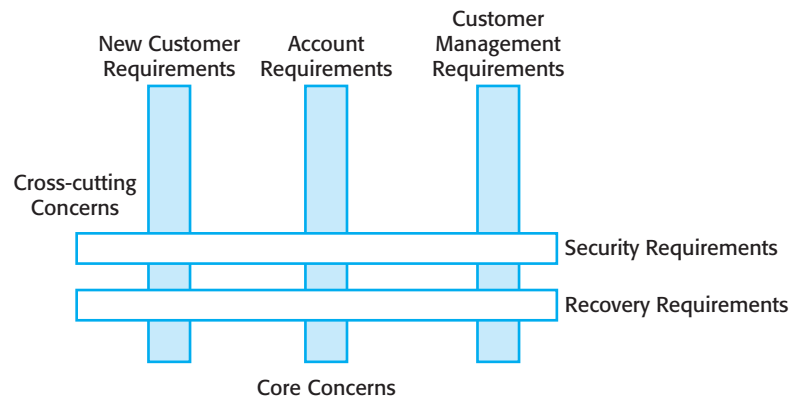 New Customer
Requirements
Account
Requirements
Customer
Management
Requirements
Cross-cutting
Concerns
Security Requirements
Recovery Requirements
Core Concerns